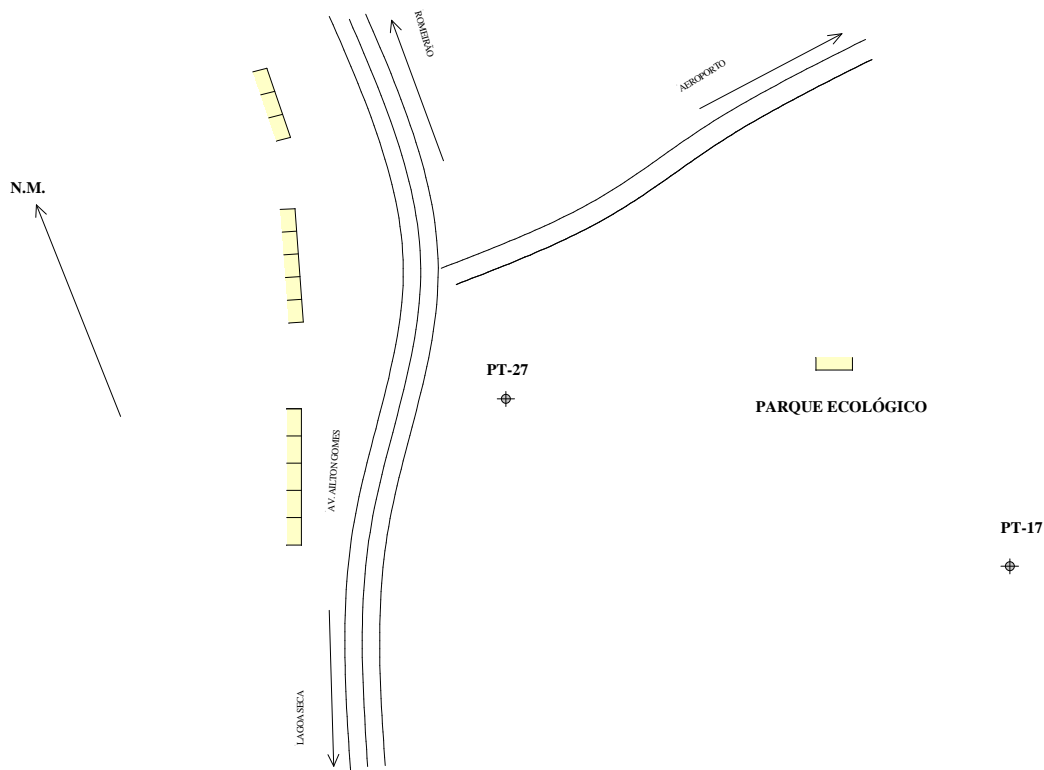 ROMEIRÃO
AEROPORTO
N.M.
PT-27
PARQUE ECOLÓGICO
AV. AILTON GOMES
PT-17
LAGOA SECA